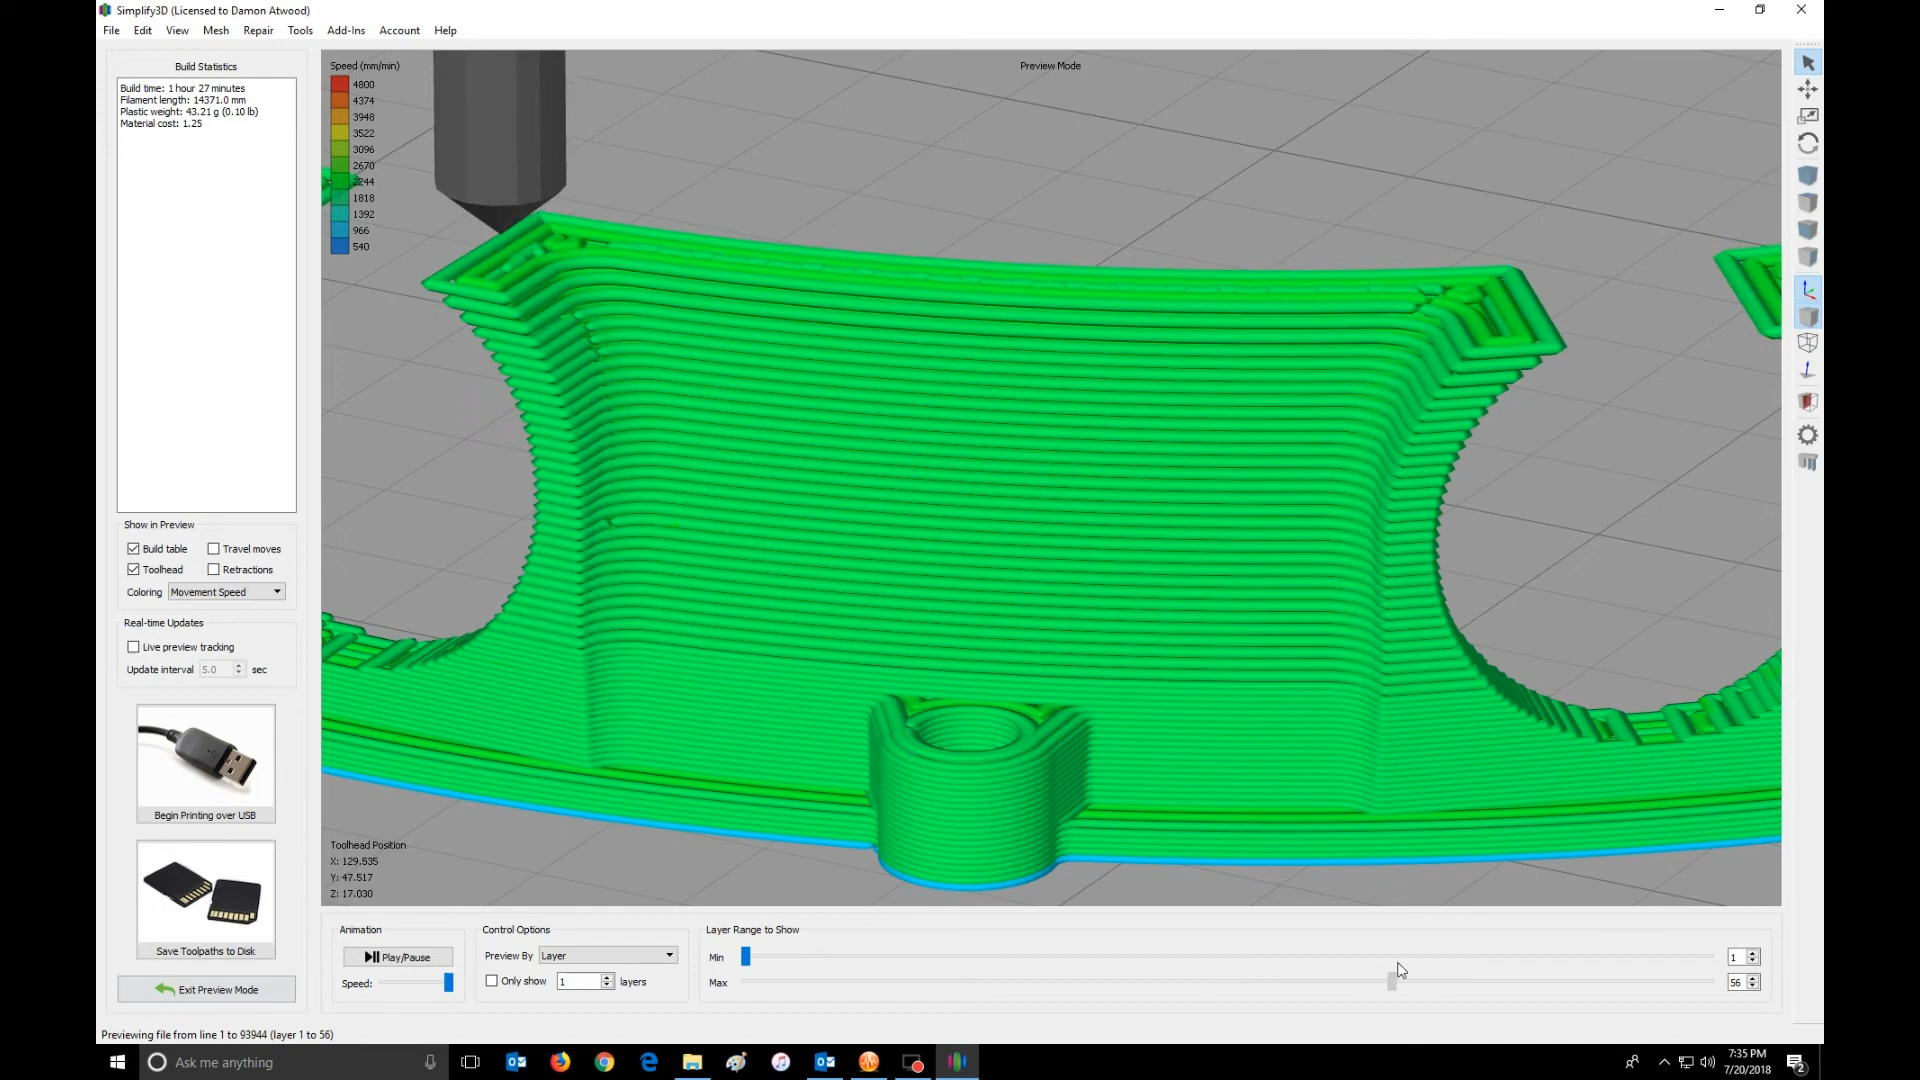 Simplify3D (Licensed to Damon Atwood)
File Edit View Mesh Repair Tools Add-Ins Account Help
Build Statistics
Build time: 1 hour 27 minutes
Filament length: 14371.0 mm
Plastic weight: 43.21 g (0.10 lb)
Material cost: 1.25
Speed (mm/min)
4800
4374
3948
3522
3096
2670
2244
1818
1392
966
540
Preview Mode
Show in Preview
Build table Travel moves
Toolhead Retractions
Coloring Movement Speed
Real-time Updates
Live preview tracking
Update interval 5.0 sec
Begin Printing over USB
Save Toolpaths to Disk
Exit Preview Mode
Toolhead Position
X: 129.535
Y: 47.517
Z: 17.030
Animation
Play/Pause
Speed:
Control Options
Preview By Layer
Only show 1 layers
Layer Range to Show
Min 1
Max 56
Previewing file from line 1 to 93944 (layer 1 to 56)
Ask me anything
7:35 PM
7/20/2018
2